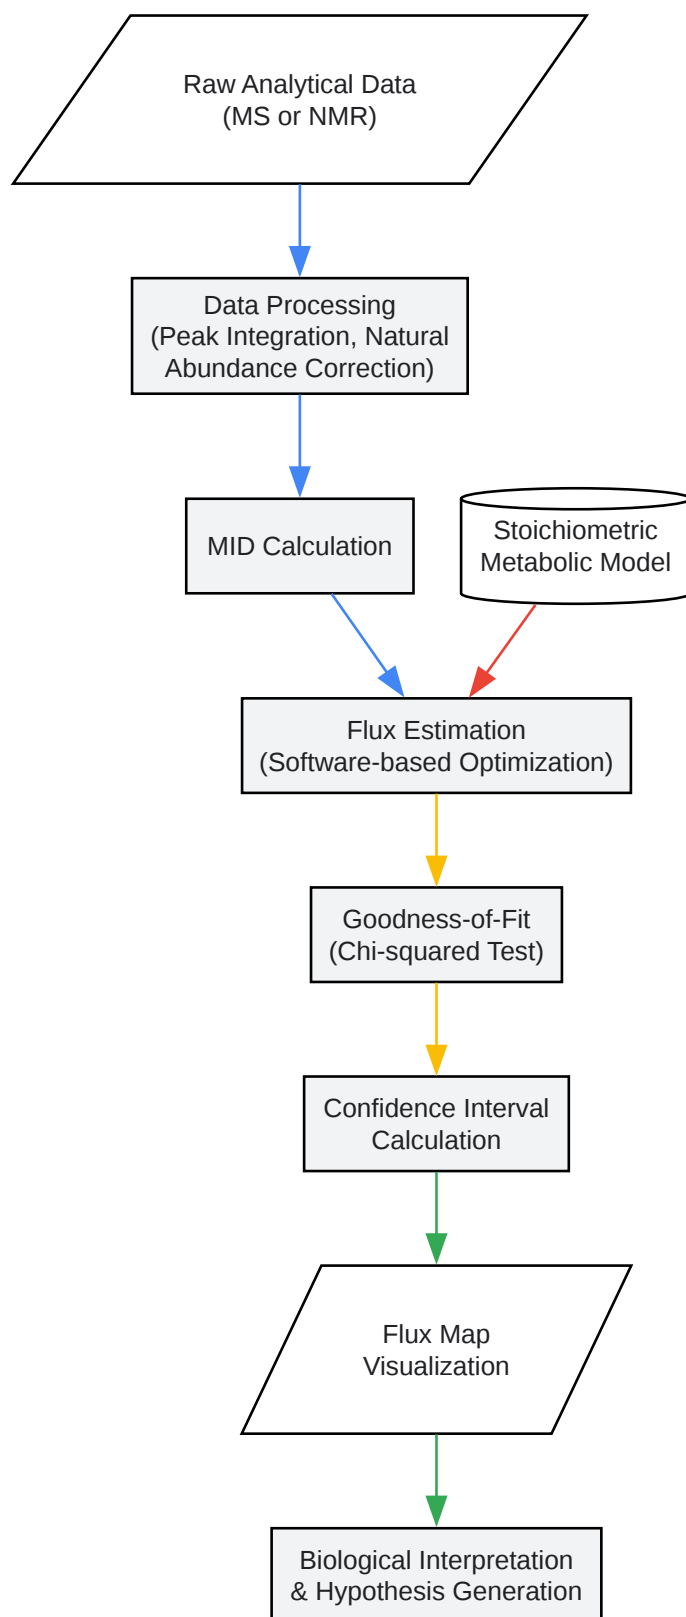 Raw Analytical Data
(MS or NMR)
Data Processing
(Peak Integration, Natural
Abundance Correction)
MID Calculation
Stoichiometric
Metabolic Model
Flux Estimation
(Software-based Optimization)
Goodness-of-Fit
(Chi-squared Test)
Confidence Interval
Calculation
Flux Map
Visualization
Biological Interpretation
& Hypothesis Generation